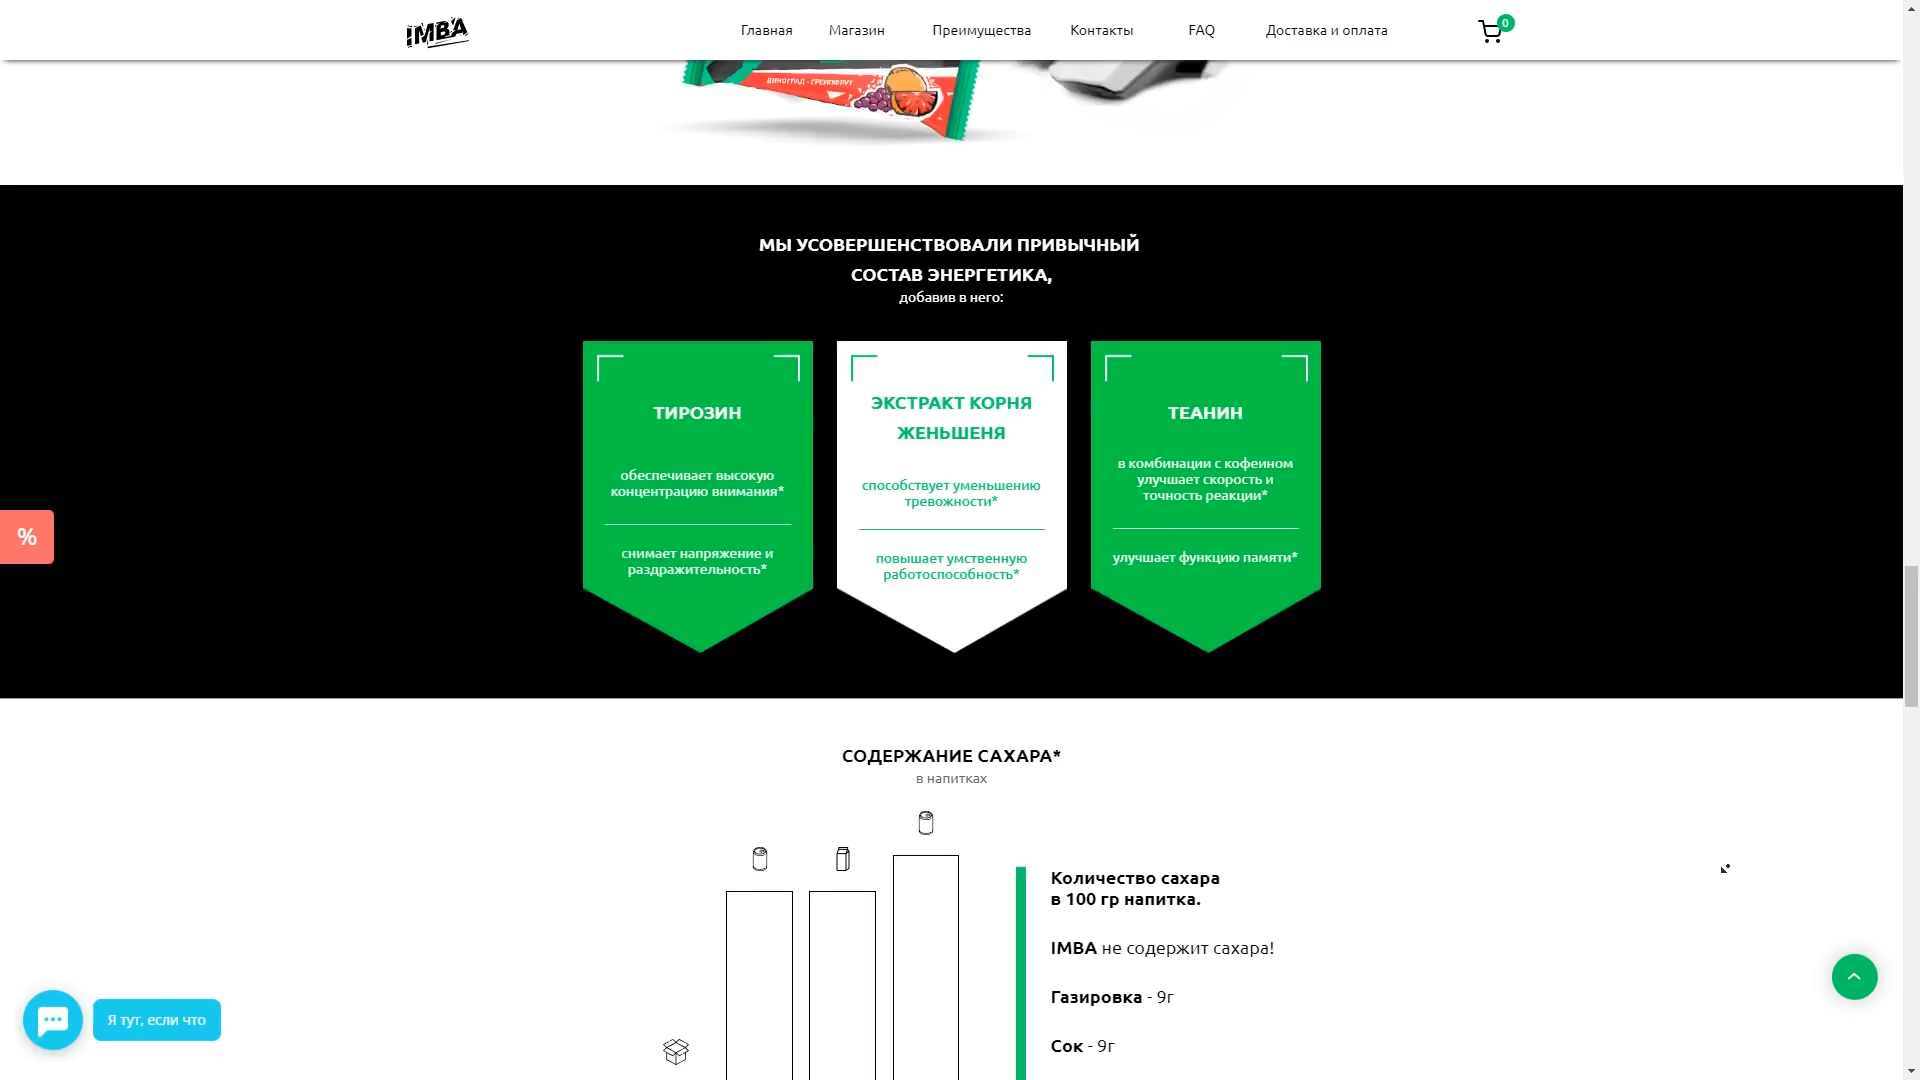 IMBA
Главная Магазин Преимущества Контакты FAQ Доставка и оплата 0
ВИНОГРАД - ГРЕЙПФРУТ
МЫ УСОВЕРШЕНСТВОВАЛИ ПРИВЫЧНЫЙ
СОСТАВ ЭНЕРГЕТИКА,
добавив в него:
ТИРОЗИН
обеспечивает высокую
концентрацию внимания*
снимает напряжение и
раздражительность*
ЭКСТРАКТ КОРНЯ
ЖЕНЬШЕНЯ
способствует уменьшению
тревожности*
повышает умственную
работоспособность*
ТЕАНИН
в комбинации с кофеином
улучшает скорость и
точность реакции*
улучшает функцию памяти*
%
СОДЕРЖАНИЕ САХАРА*
в напитках
Количество сахара
в 100 гр напитка.
IMBA не содержит сахара!
Газировка - 9г
Сок - 9г
Я тут, если что